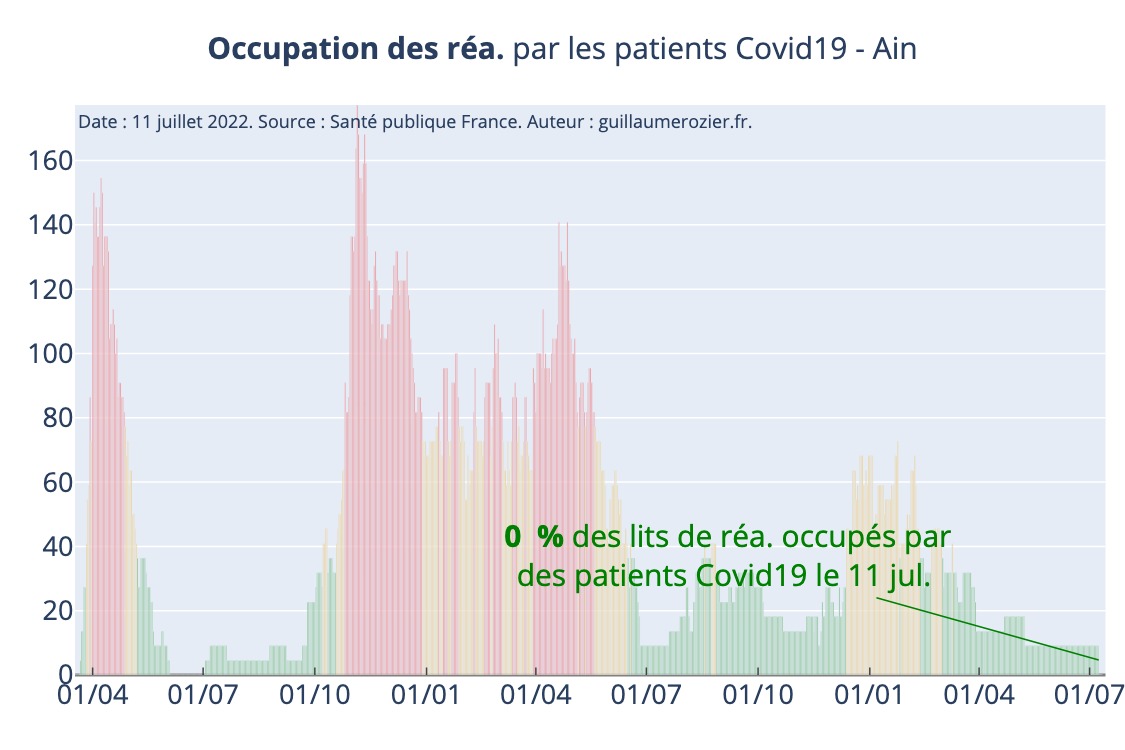 Occupation des réa. par les patients Covid19 - Ain
Date : 11 juillet 2022. Source : Santé publique France. Auteur : guillaumerozier.fr.
160
140
120
100
80
60
40
20
0
0 % des lits de réa. occupés par
des patients Covid19 le 11 jul.
01/04 01/07 01/10 01/01 01/04 01/07 01/10 01/01 01/04 01/07